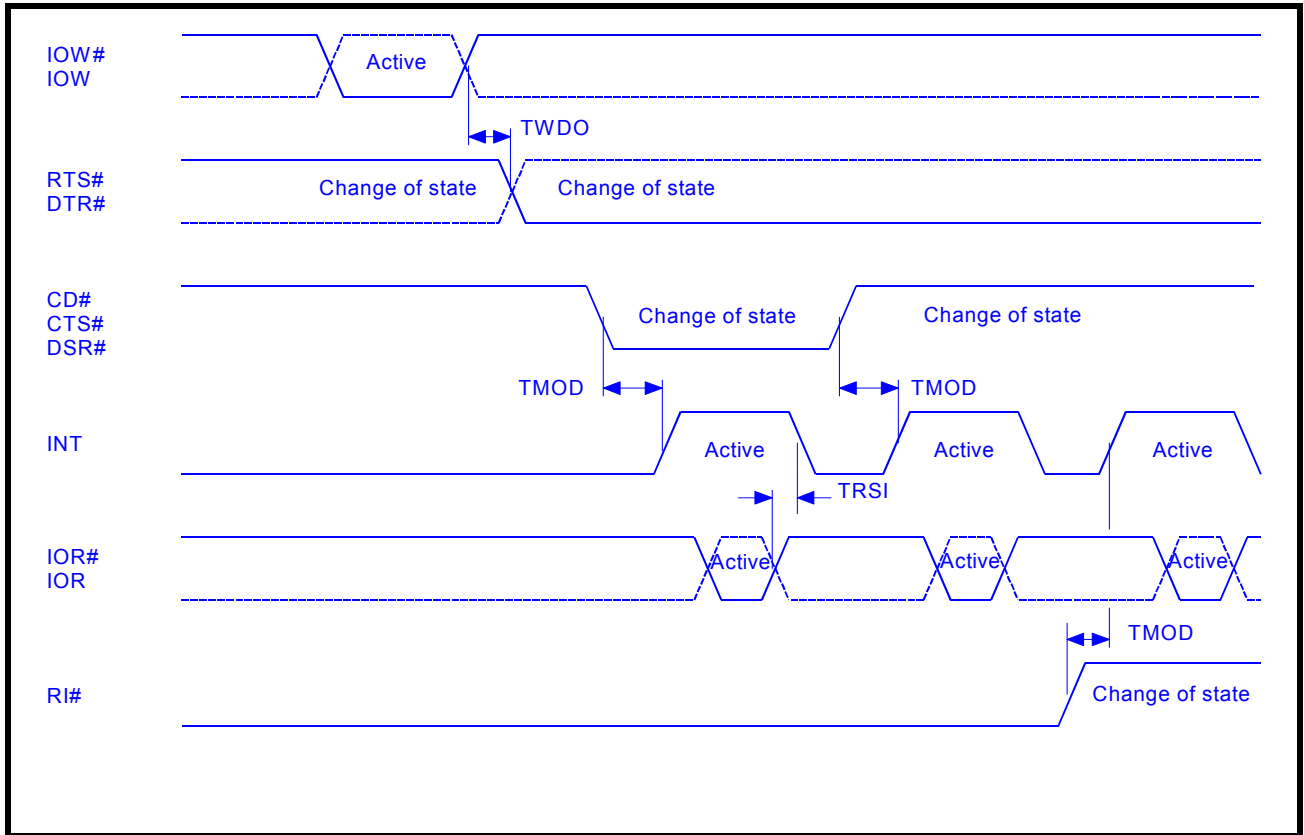 IOW#
IOW
Active
TWDO
RTS#
DTR#
Change of state
Change of state
CD#
CTS#
DSR#
Change of state
Change of state
TMOD
TMOD
INT
Active
Active
Active
TRSI
IOR#
IOR
Active
Active
Active
TMOD
RI#
Change of state